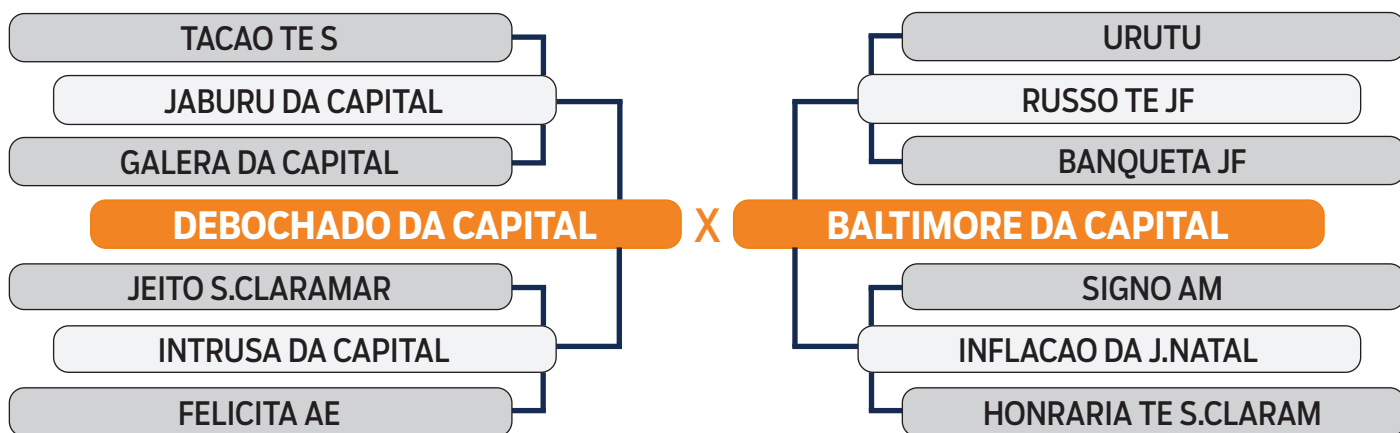 TACAO TE S
JABURU DA CAPITAL
GALERA DA CAPITAL
DEBOCHADO DA CAPITAL
JEITO S.CLARAMAR
INTRUSA DA CAPITAL
FELICITA AE
X
URUTU
RUSSO TE JF
BANQUETA JF
BALTIMORE DA CAPITAL
SIGNO AM
INFLACAO DA J.NATAL
HONRARIA TE S.CLARAM